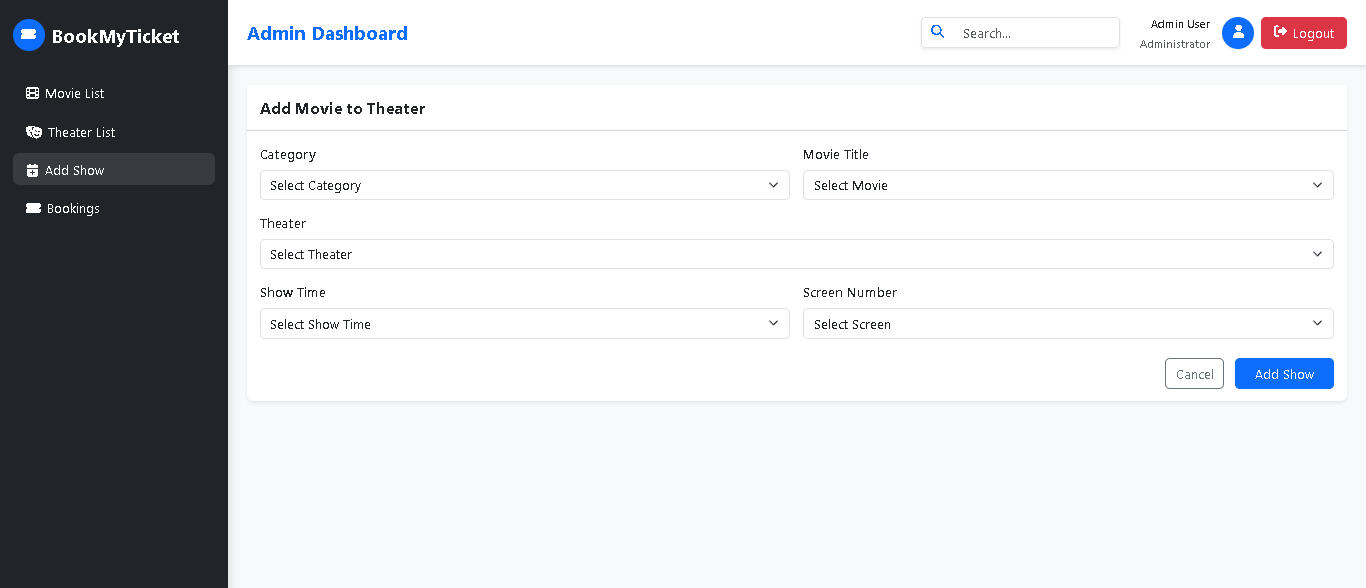 BookMyTicket
Movie List
Theater List
Add Show
Bookings
Admin Dashboard
Search...
Admin User
Administrator
Logout
Add Movie to Theater
Category
Movie Title
Select Category
Select Movie
Theater
Select Theater
Show Time
Screen Number
Select Show Time
Select Screen
Cancel
Add Show